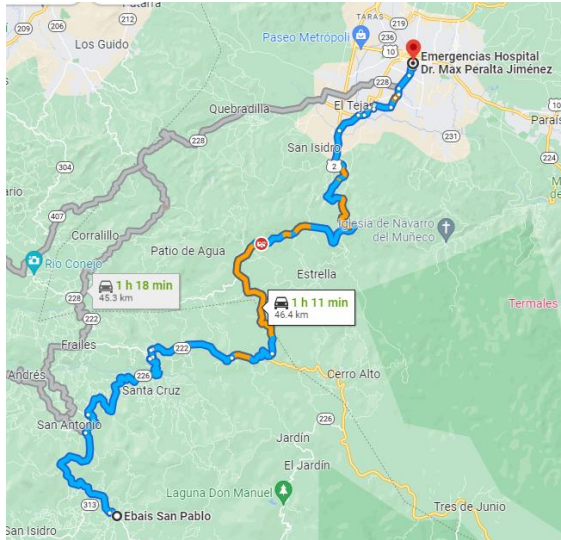 TARAS
219
209
Los Guido
Paseo Metrópoli
236
10
Emergencias Hospital
Dr. Max Peralta Jiménez
209
228
Quebradilla
El Tejar
10
Paraís
231
228
San Isidro
224
304
2
ario
407
Iglesia de Navarro
del Muñeco
Corralillo
Patio de Agua
Río Conejo
Estrella
1 h 18 min
45.3 km
228
1 h 11 min
46.4 km
Termales
222
Frailes
222
Andrés
226
Santa Cruz
Cerro Alto
226
San Antonio
Jardín
El Jardín
Laguna Don Manuel
313
Ebais San Pablo
Tres de Junio
San Isidro